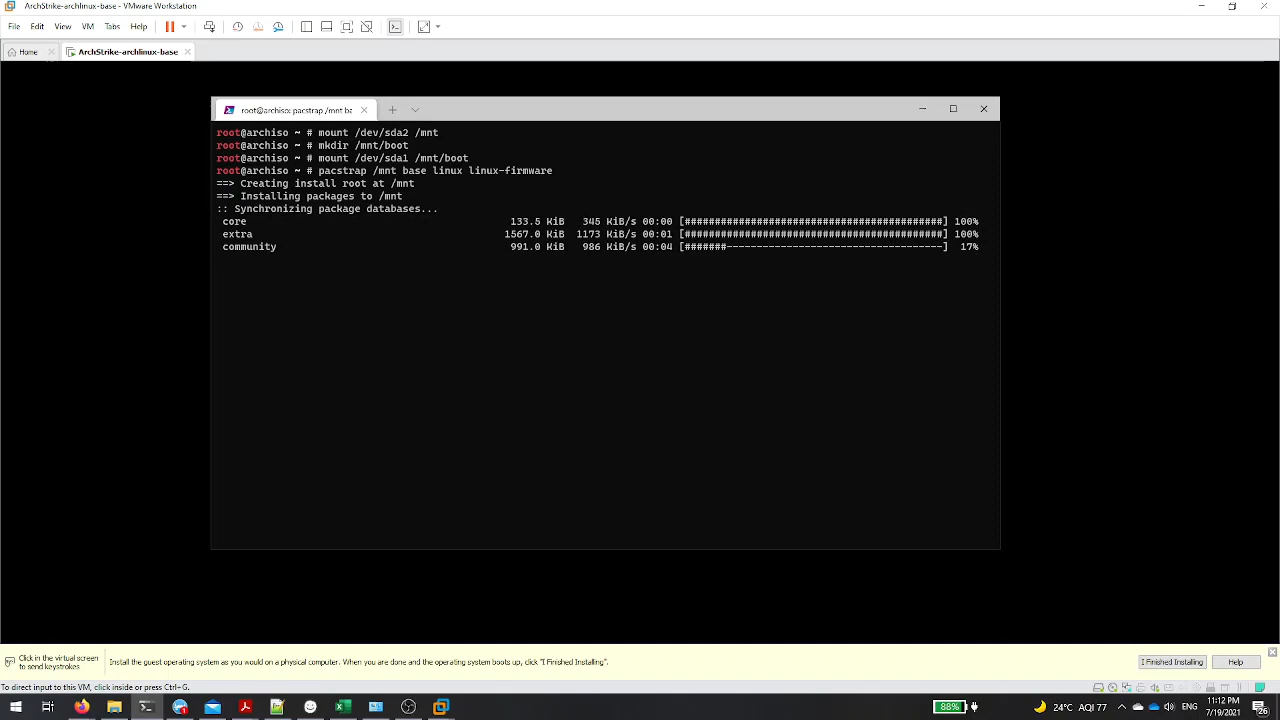 ArchStrike-archlinux-base - VMware Workstation
File Edit View VM Tabs Help
Home ArchStrike-archlinux-base
root@archiso: pacstrap /mnt ba
root@archiso ~ # mount /dev/sda2 /mnt
root@archiso ~ # mkdir /mnt/boot
root@archiso ~ # mount /dev/sda1 /mnt/boot
root@archiso ~ # pacstrap /mnt base linux linux-firmware
==> Creating install root at /mnt
==> Installing packages to /mnt
:: Synchronizing package databases...
core 133.5 KiB 345 KiB/s 00:00 [###########################################] 100%
extra 1567.0 KiB 1173 KiB/s 00:01 [###########################################] 100%
community 991.0 KiB 986 KiB/s 00:04 [#######------------------------------------] 17%
Click in the virtual screen
to send keystrokes
Install the guest operating system as you would on a physical computer. When you are done and the operating system boots up, click "I Finished Installing".
I Finished Installing Help
To direct input to this VM, click inside or press Ctrl+G.
88% 24°C AQI 77 ENG
11:12 PM
7/19/2021
26